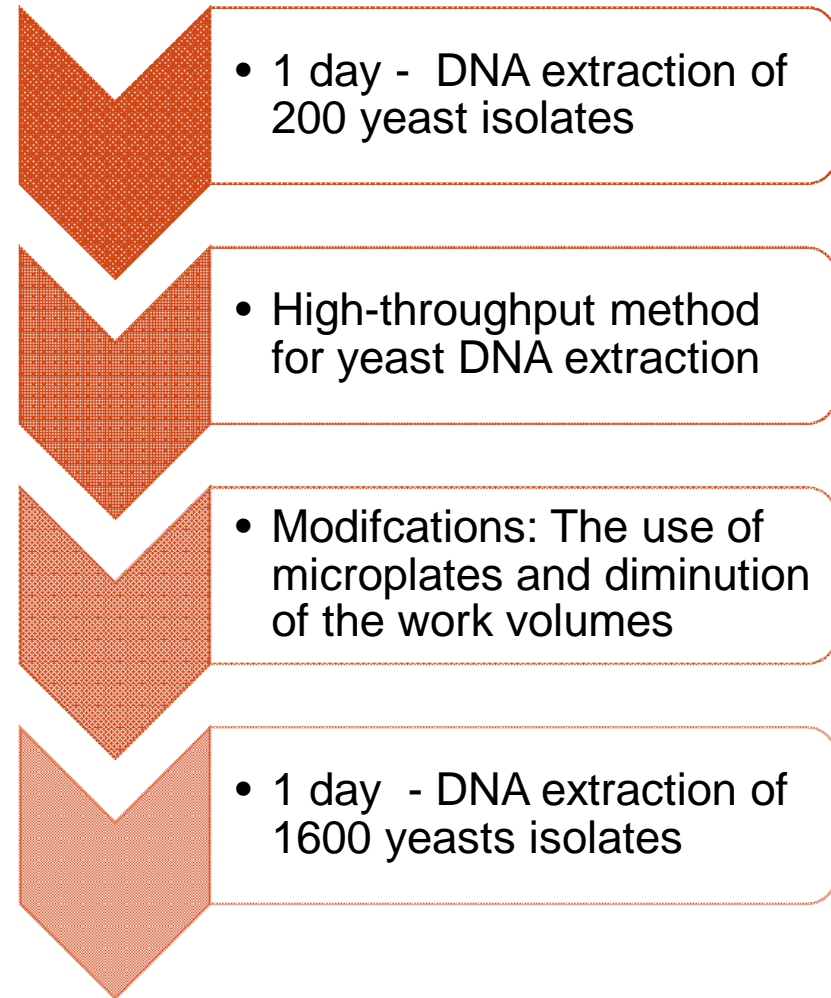 • 1 day - DNA extraction of
200 yeast isolates
• High-throughput method
for yeast DNA extraction
• Modifcations: The use of
microplates and diminution
of the work volumes
• 1 day - DNA extraction of
1600 yeasts isolates